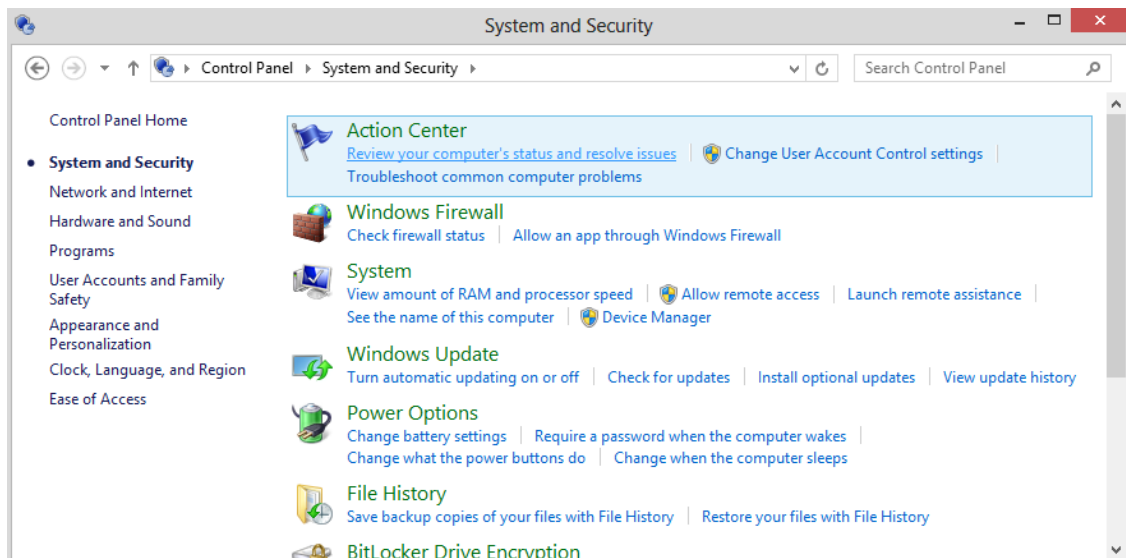 System and Security
Control Panel System and Security
Search Control Panel
Control Panel Home
System and Security
Network and Internet
Hardware and Sound
Programs
User Accounts and Family
Safety
Appearance and
Personalization
Clock, Language, and Region
Ease of Access
Action Center
Review your computer's status and resolve issues Change User Account Control settings
Troubleshoot common computer problems
Windows Firewall
Check firewall status Allow an app through Windows Firewall
System
View amount of RAM and processor speed Allow remote access Launch remote assistance
See the name of this computer Device Manager
Windows Update
Turn automatic updating on or off Check for updates Install optional updates View update history
Power Options
Change battery settings Require a password when the computer wakes
Change what the power buttons do Change when the computer sleeps
File History
Save backup copies of your files with File History Restore your files with File History
BitLocker Drive Encryption